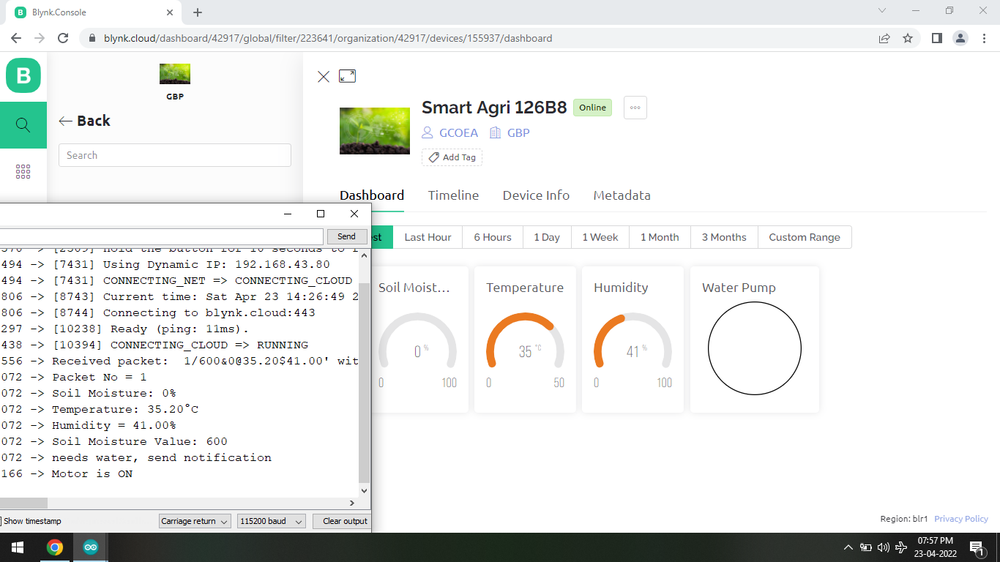 Blynk.Console
blynk.cloud/dashboard/42917/global/filter/223641/organization/42917/devices/155937/dashboard
B
GBP
Back
Search
Smart Agri 126B8 Online
GCOEA GBP
Add Tag
Dashboard Timeline Device Info Metadata
est Last Hour 6 Hours 1 Day 1 Week 1 Month 3 Months Custom Range
Soil Moist… Temperature Humidity Water Pump
0 % 35 °C 41 %
0 100 0 50 0 100
Send
494 -> [7431] Using Dynamic IP: 192.168.43.80
494 -> [7431] CONNECTING_NET => CONNECTING_CLOUD
806 -> [8743] Current time: Sat Apr 23 14:26:49 2
806 -> [8744] Connecting to blynk.cloud:443
297 -> [10238] Ready (ping: 11ms).
438 -> [10394] CONNECTING_CLOUD => RUNNING
556 -> Received packet:  1/600&0@35.20$41.00' wit
072 -> Packet No = 1
072 -> Soil Moisture: 0%
072 -> Temperature: 35.20°C
072 -> Humidity = 41.00%
072 -> Soil Moisture Value: 600
072 -> needs water, send notification
166 -> Motor is ON
Show timestamp Carriage return 115200 baud Clear output
Region: blr1 Privacy Policy
07:57 PM
23-04-2022
1